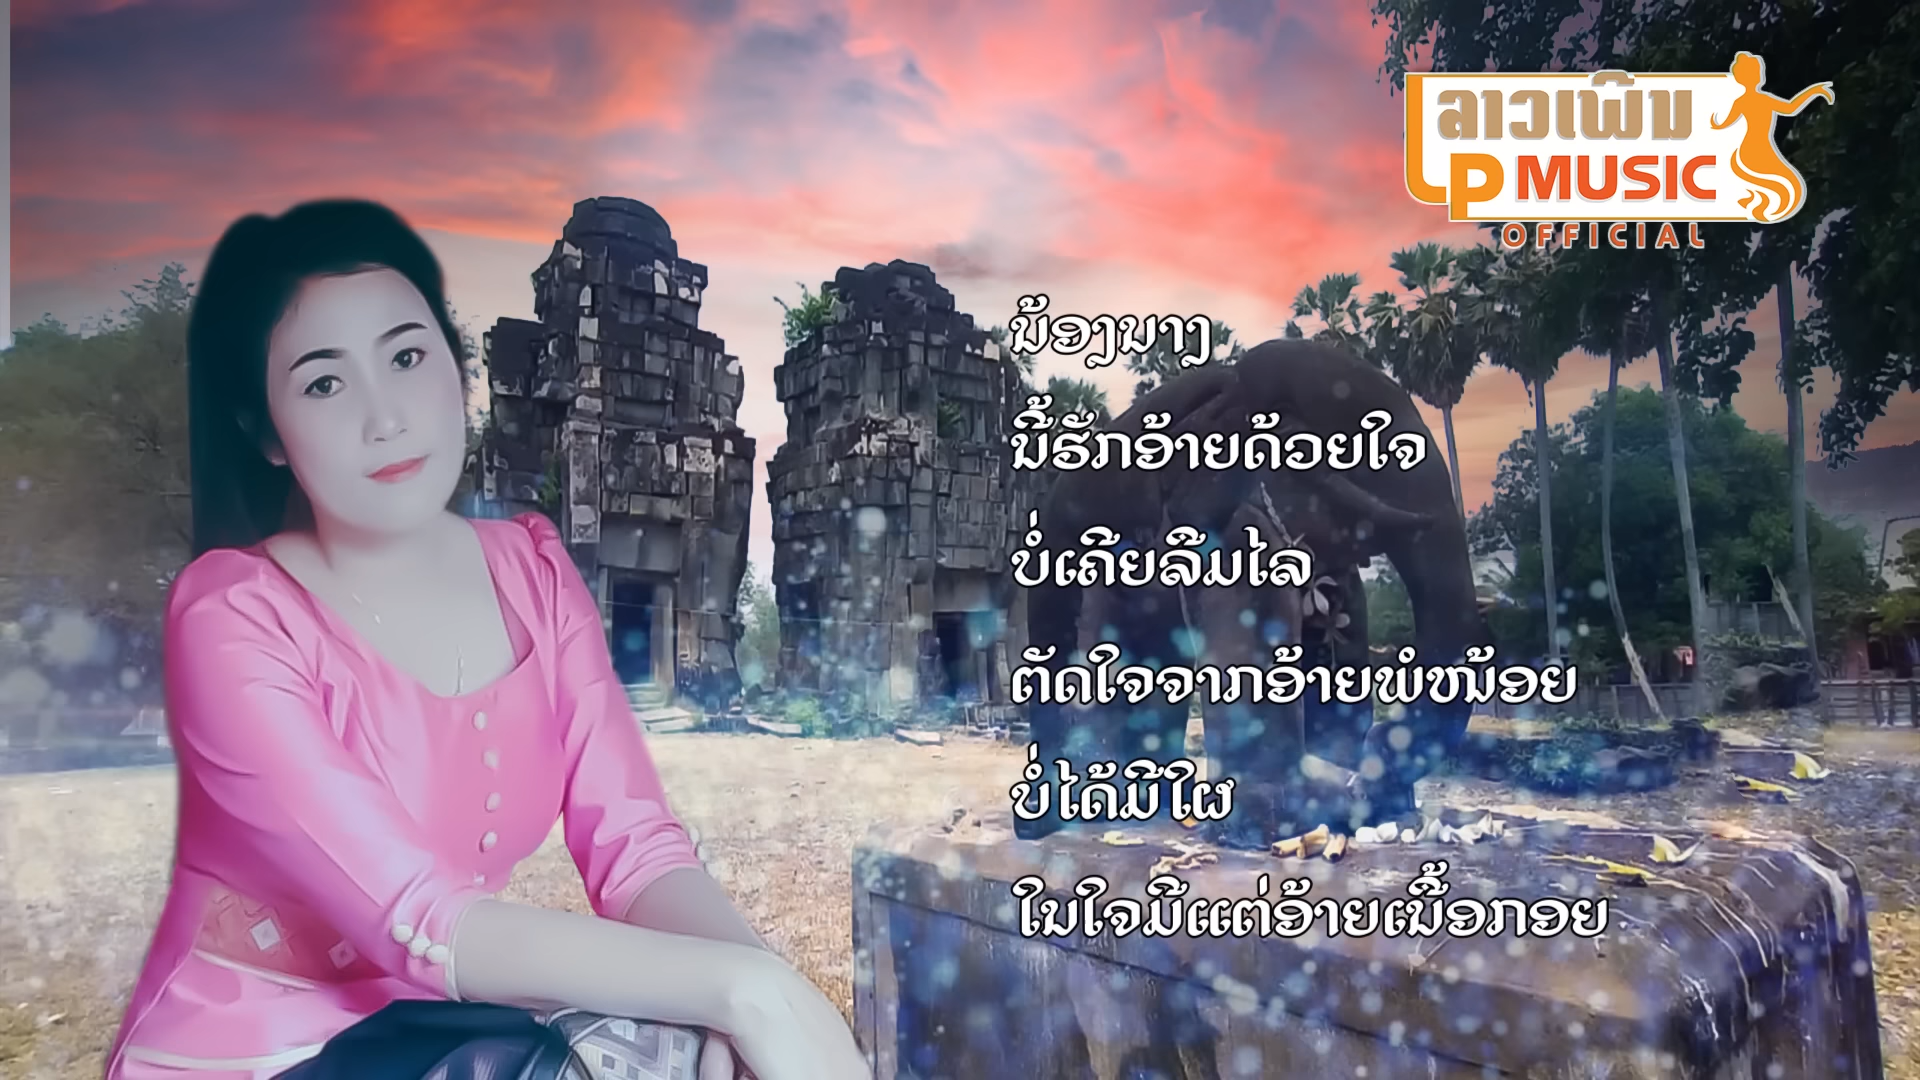 ລາວເພີນ
LP MUSIC
OFFICIAL
ນ້ອງນາງ
ນີ້ຮັກອ້າຍດ້ວຍໃຈ
ບໍ່ເຄີຍລືມໄລ
ຕັດໃຈຈາກອ້າຍພໍໜ້ອຍ
ບໍ່ໄດ້ມີໃຜ
ໃນໃຈມີແຕ່ອ້າຍເນື້ອກອຍ